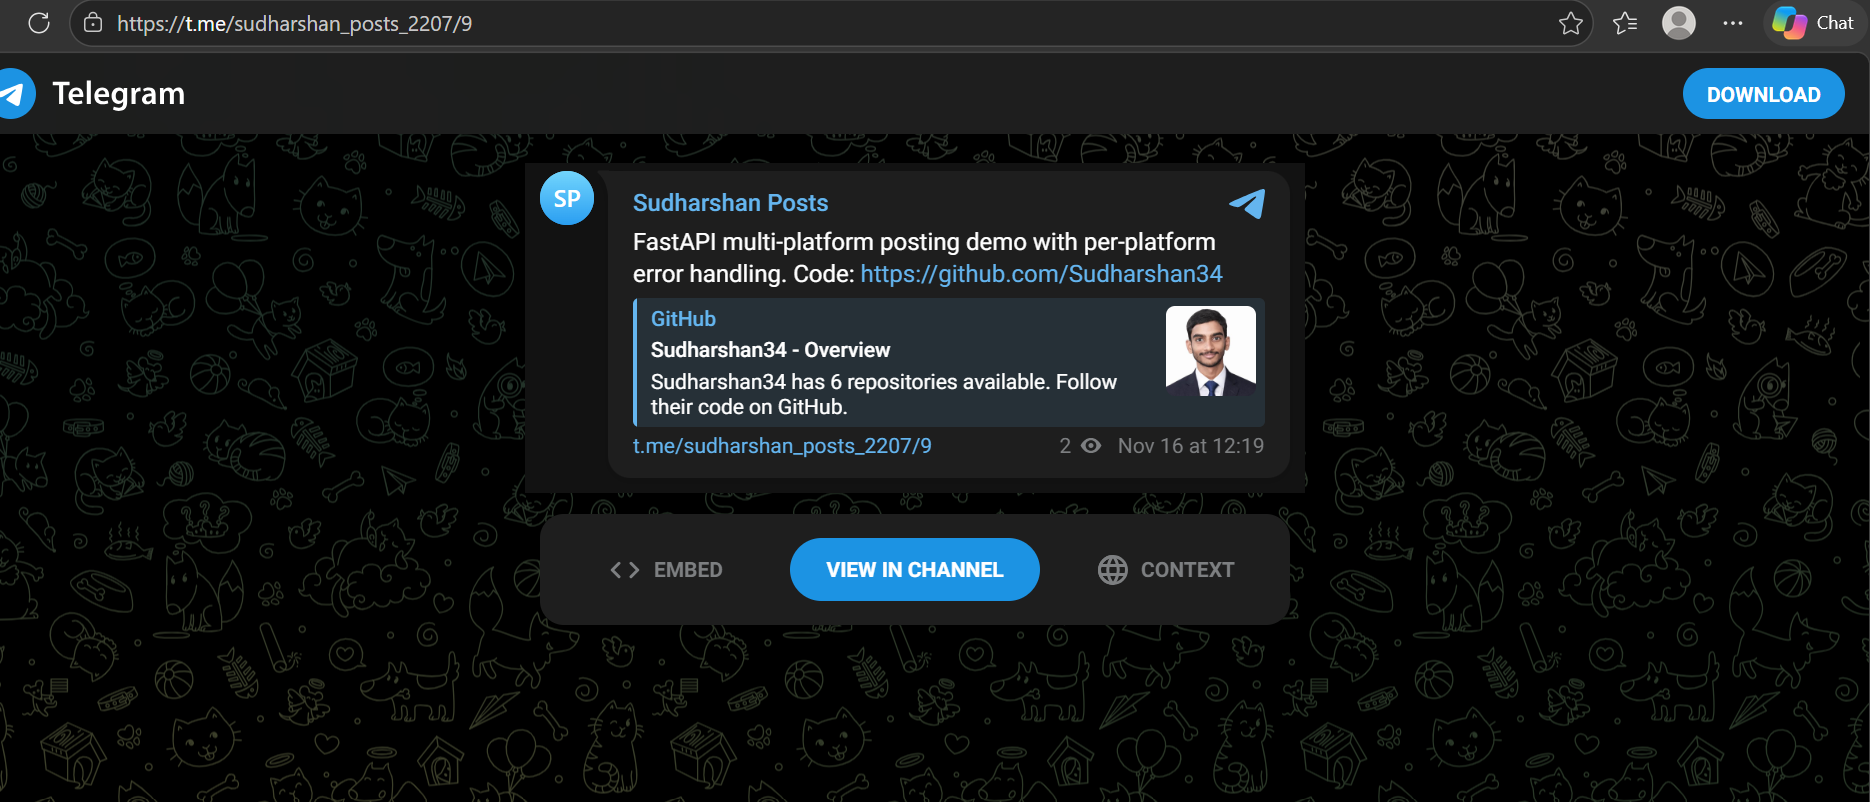 https://t.me/sudharshan_posts_2207/9
Chat
Telegram
DOWNLOAD
SP
Sudharshan Posts
FastAPI multi-platform posting demo with per-platform
error handling. Code: https://github.com/Sudharshan34
GitHub
Sudharshan34 - Overview
Sudharshan34 has 6 repositories available. Follow
their code on GitHub.
t.me/sudharshan_posts_2207/9
2 Nov 16 at 12:19
<> EMBED
VIEW IN CHANNEL
CONTEXT